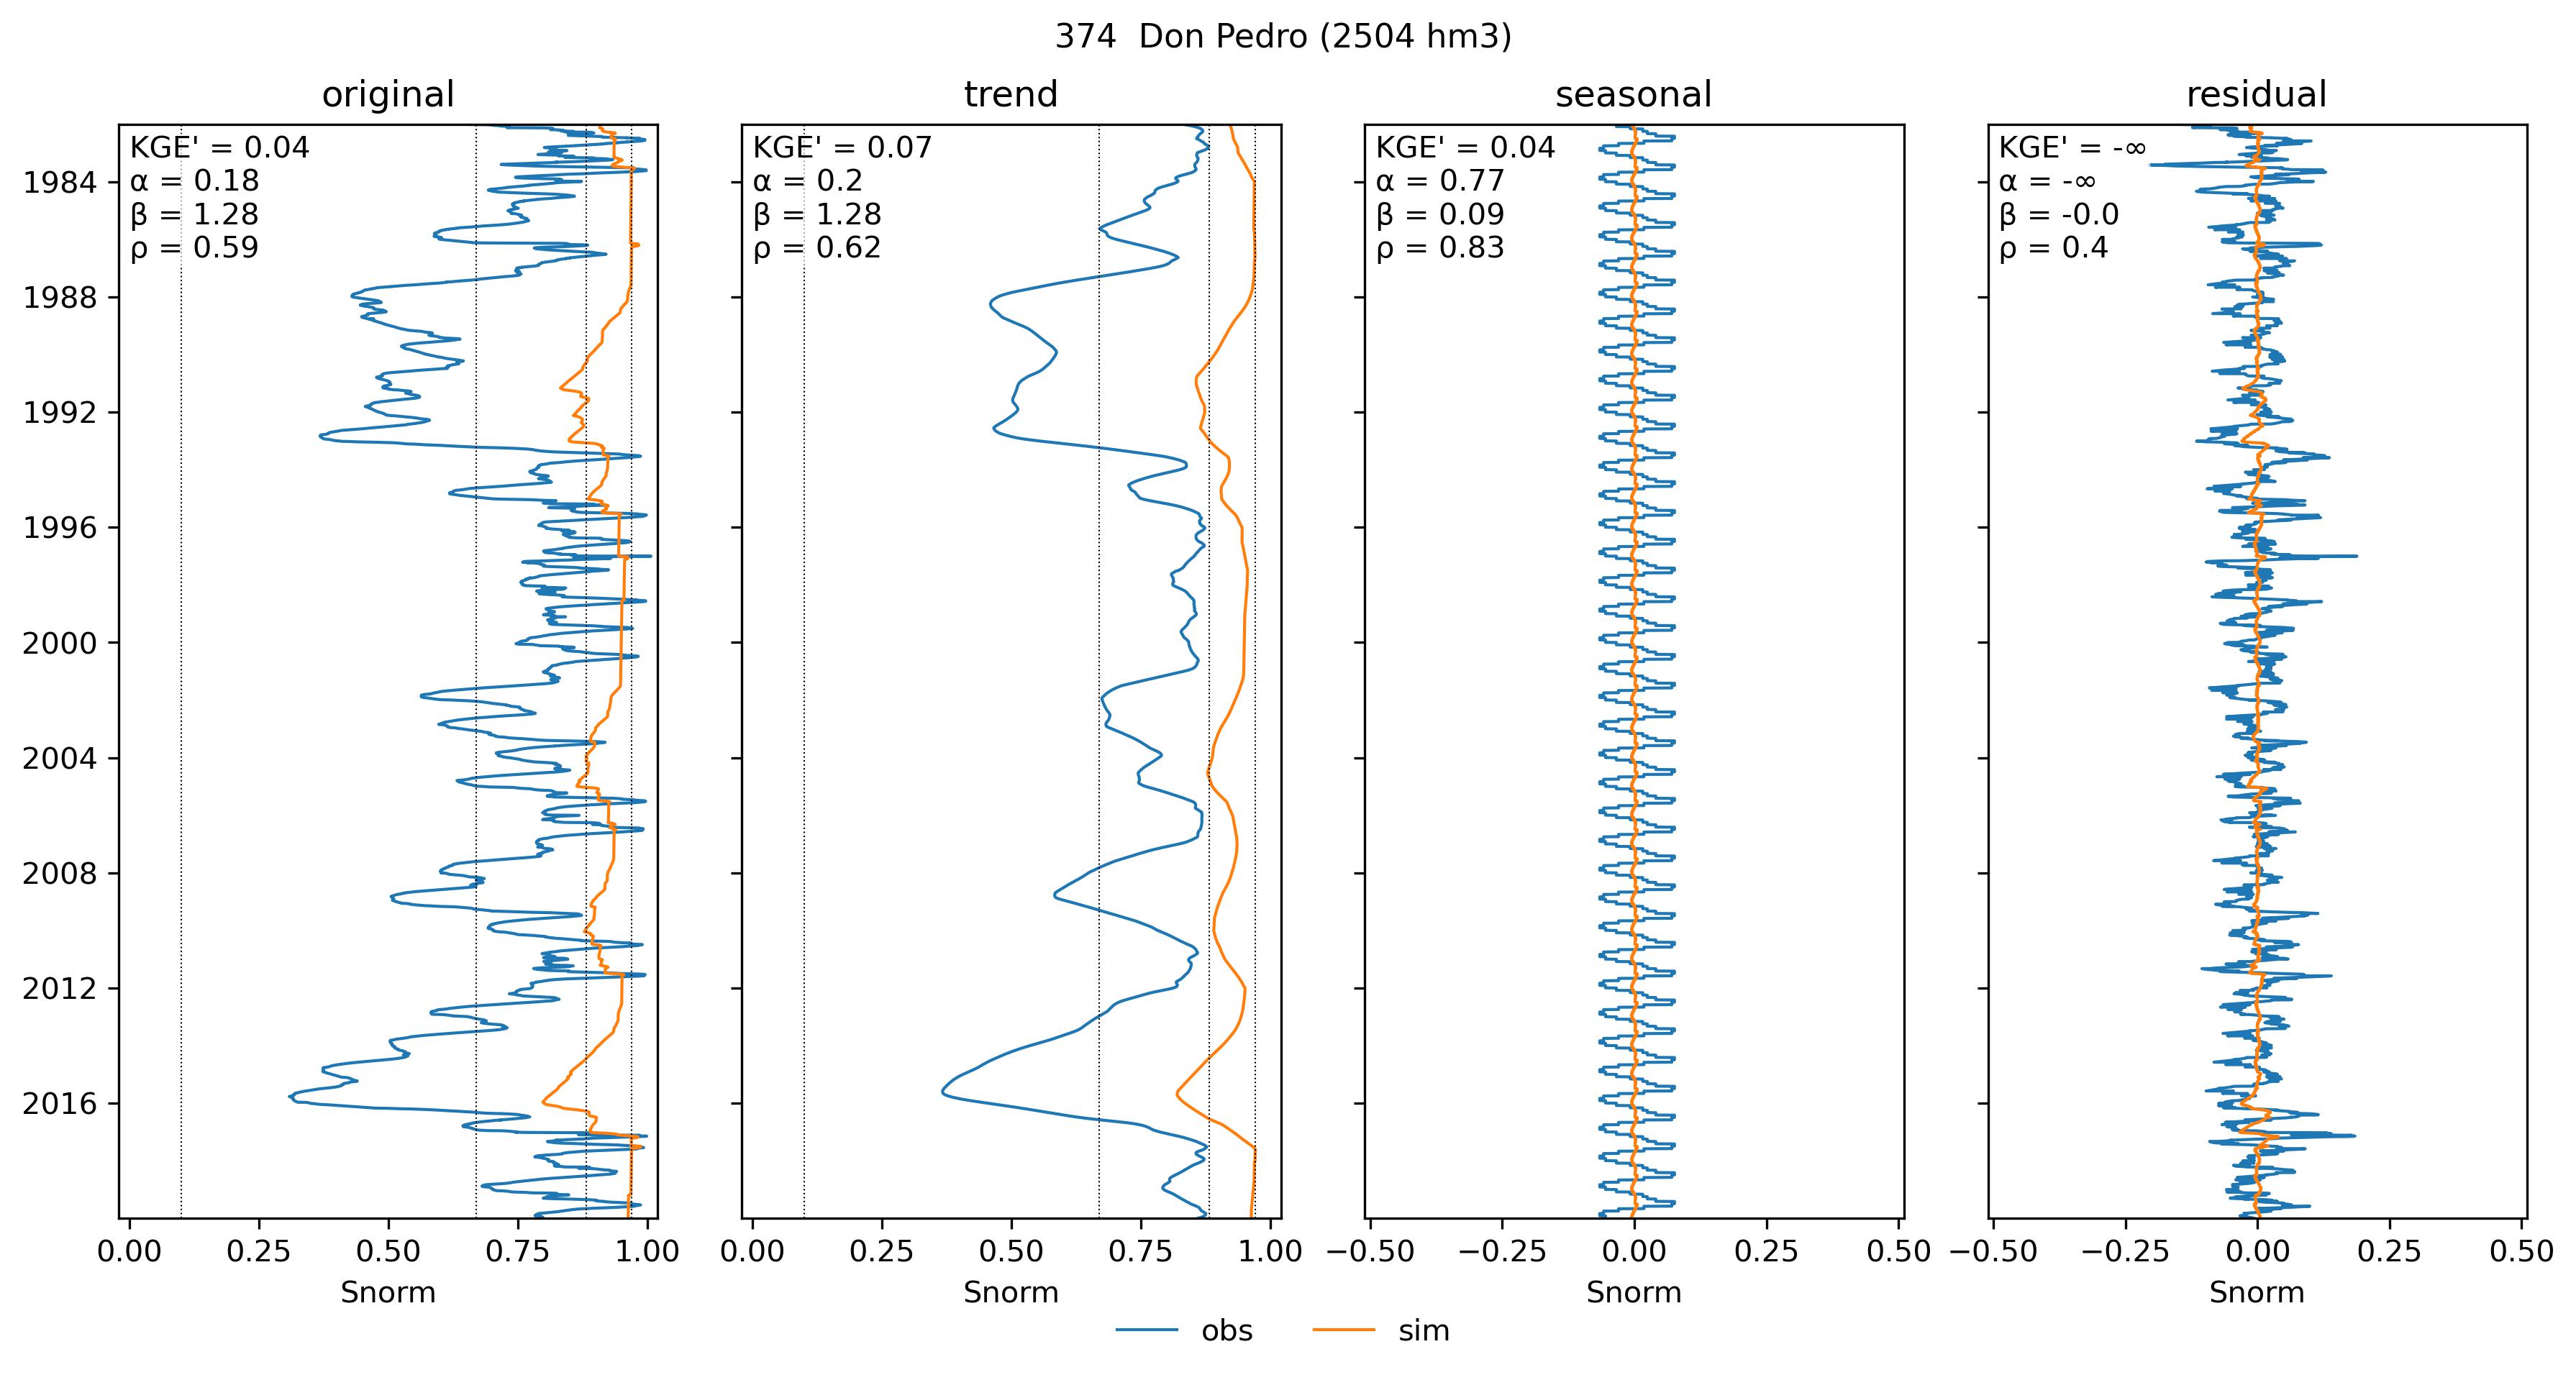 374  Don Pedro (2504 hm3)
original
trend
seasonal
residual
KGE' = 0.04
α = 0.18
β = 1.28
ρ = 0.59
KGE' = 0.07
α = 0.2
β = 1.28
ρ = 0.62
KGE' = 0.04
α = 0.77
β = 0.09
ρ = 0.83
KGE' = -∞
α = -∞
β = -0.0
ρ = 0.4
1984
1988
1992
1996
2000
2004
2008
2012
2016
0.00 0.25 0.50 0.75 1.00
0.00 0.25 0.50 0.75 1.00
−0.50 −0.25 0.00 0.25 0.50
−0.50 −0.25 0.00 0.25 0.50
Snorm
Snorm
Snorm
Snorm
obs
sim